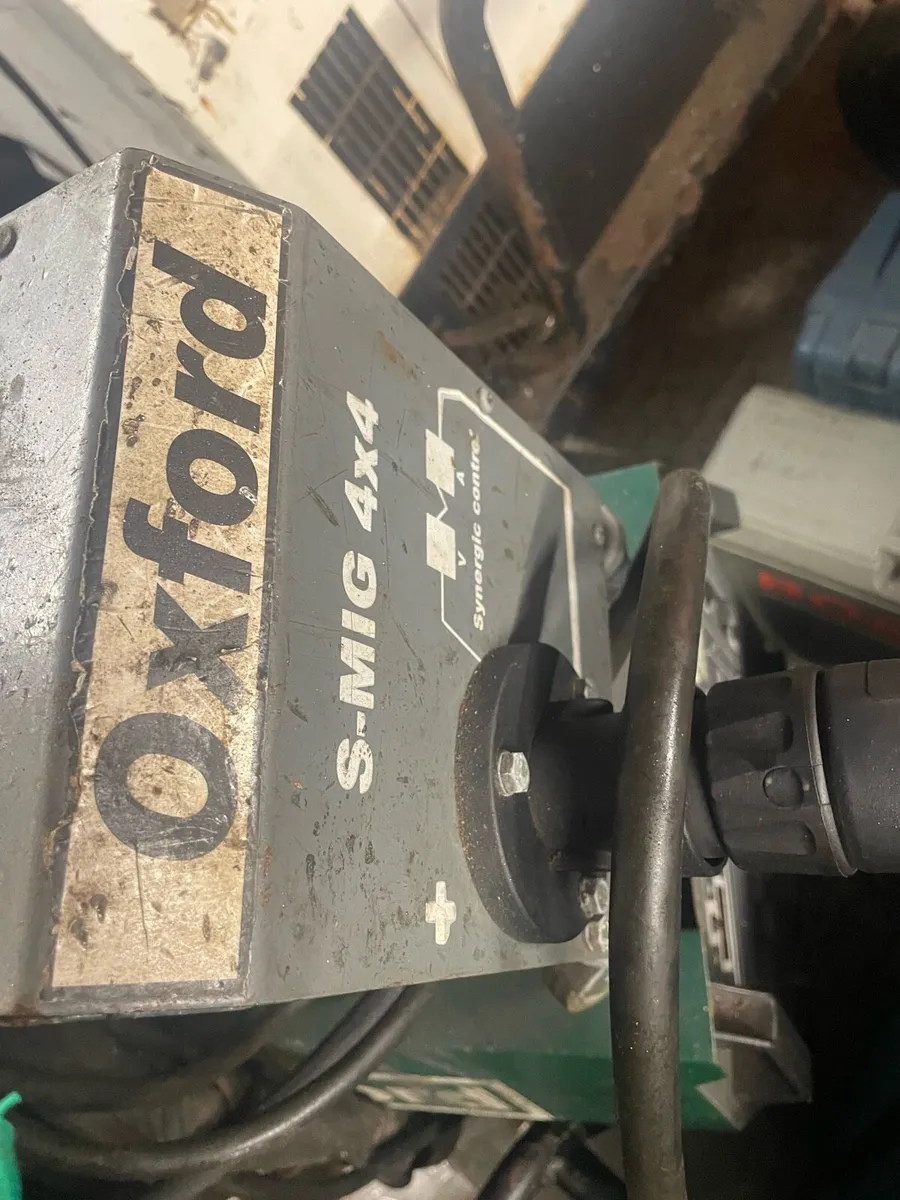 Oxford
S-MIG 4x4
V A
Synergic control
+